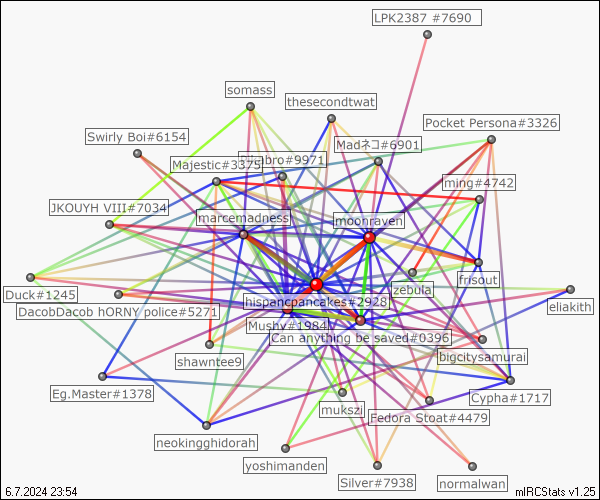 LPK2387 #7690
somass
thesecondtwat
Pocket Persona#3326
Swirly Boi#6154
Madネコ#6901
Majestic#3379
bro#9971
ming#4742
JKOUYH VIII#7034
marcemadness
moonraven
zebula
frisout
Duck#1245
hispangpancakes#2928
eliakith
DacobDacob hORNY police#5271
Mushy#1984
Can anything be saved#0396
shawntee9
bigcitysamurai
Eg.Master#1378
Cypha#1717
mukszi
Fedora Stoat#4479
neokingghidorah
yoshimanden
Silver#7938
normalwan
6.7.2024 23:54
mIRCStats v1.25